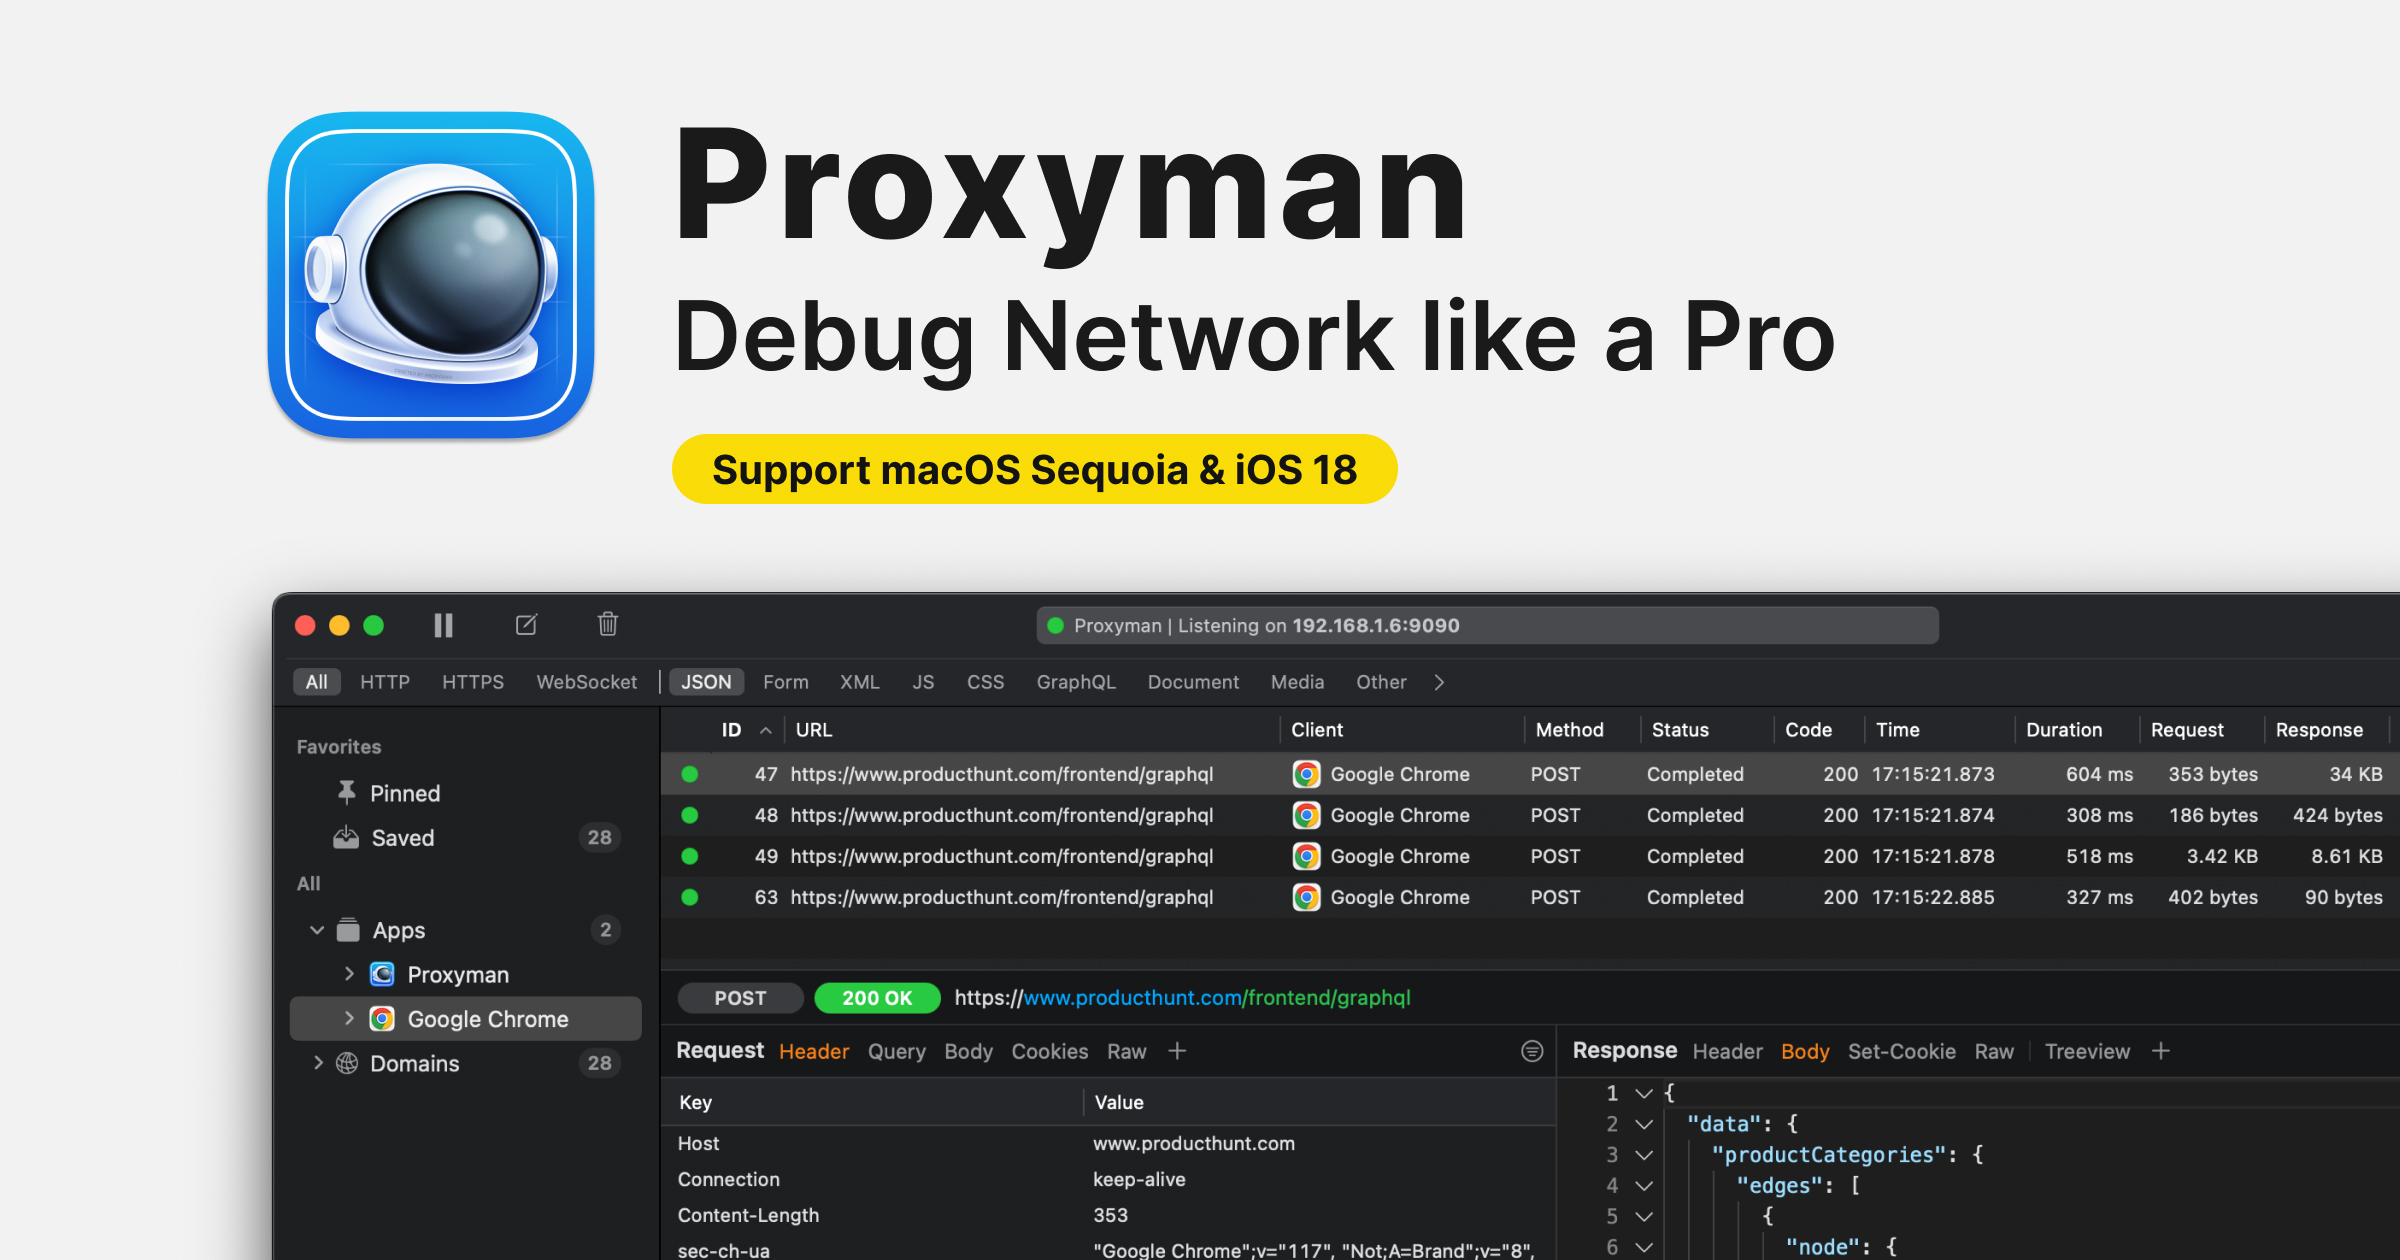 Proxyman
Debug Network like a Pro
Support macOS Sequoia & iOS 18
Proxyman | Listening on 192.168.1.6:9090
All HTTP HTTPS WebSocket JSON Form XML JS CSS GraphQL Document Media Other
Favorites
Pinned
Saved 28
All
Apps 2
Proxyman
Google Chrome
Domains 28
ID URL Client Method Status Code Time Duration Request Response
47 https://www.producthunt.com/frontend/graphql Google Chrome POST Completed 200 17:15:21.873 604 ms 353 bytes 34 KB
48 https://www.producthunt.com/frontend/graphql Google Chrome POST Completed 200 17:15:21.874 308 ms 186 bytes 424 bytes
49 https://www.producthunt.com/frontend/graphql Google Chrome POST Completed 200 17:15:21.878 518 ms 3.42 KB 8.61 KB
63 https://www.producthunt.com/frontend/graphql Google Chrome POST Completed 200 17:15:22.885 327 ms 402 bytes 90 bytes
POST 200 OK https://www.producthunt.com/frontend/graphql
Request Header Query Body Cookies Raw +
Key Value
Host www.producthunt.com
Connection keep-alive
Content-Length 353
sec-ch-ua "Google Chrome";v="117", "Not;A=Brand";v="8",
Response Header Body Set-Cookie Raw Treeview +
1 {
2 "data": {
3 "productCategories": {
4 "edges": [
5 {
6 "node": {